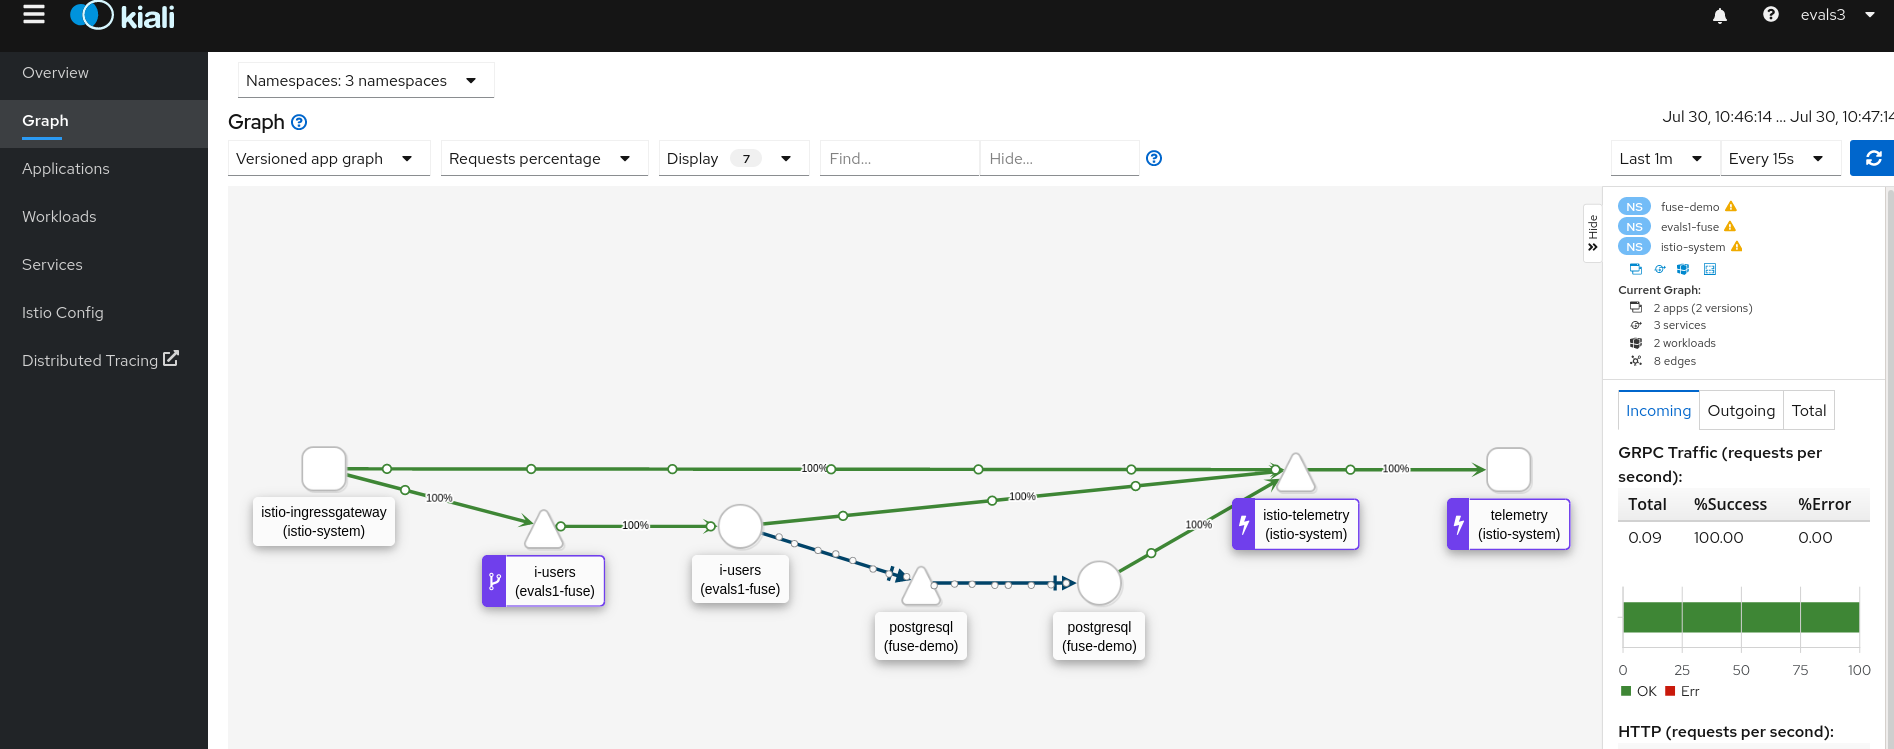 kiali
evals3
Overview
Graph
Applications
Workloads
Services
Istio Config
Distributed Tracing
Namespaces: 3 namespaces
Graph
Jul 30, 10:46:14 ... Jul 30, 10:47:14
Versioned app graph
Requests percentage
Display 7
Find...
Hide...
Last 1m
Every 15s
Hide
100%
100%
100%
100%
100%
100%
istio-ingressgateway
(istio-system)
i-users
(evals1-fuse)
i-users
(evals1-fuse)
postgresql
(fuse-demo)
postgresql
(fuse-demo)
istio-telemetry
(istio-system)
telemetry
(istio-system)
NS fuse-demo
NS evals1-fuse
NS istio-system
Current Graph:
2 apps (2 versions)
3 services
2 workloads
8 edges
Incoming
Outgoing
Total
GRPC Traffic (requests per
second):
Total %Success %Error
0.09 100.00 0.00
0 25 50 75 100
OK Err
HTTP (requests per second):